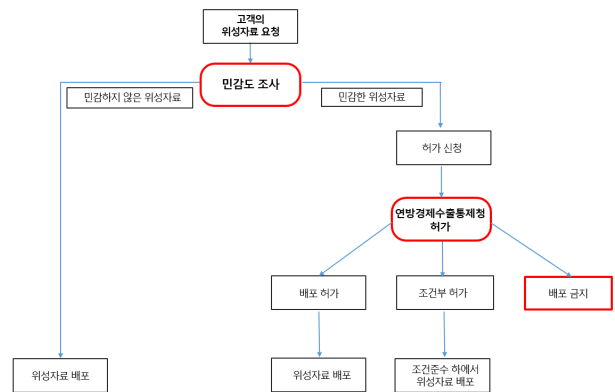 고객의
위성자료 요청
민감도 조사
민감하지 않은 위성자료
민감한 위성자료
허가 신청
연방경제수출통제청
허가
배포 허가
조건부 허가
배포 금지
위성자료 배포
위성자료 배포
조건준수 하에서
위성자료 배포